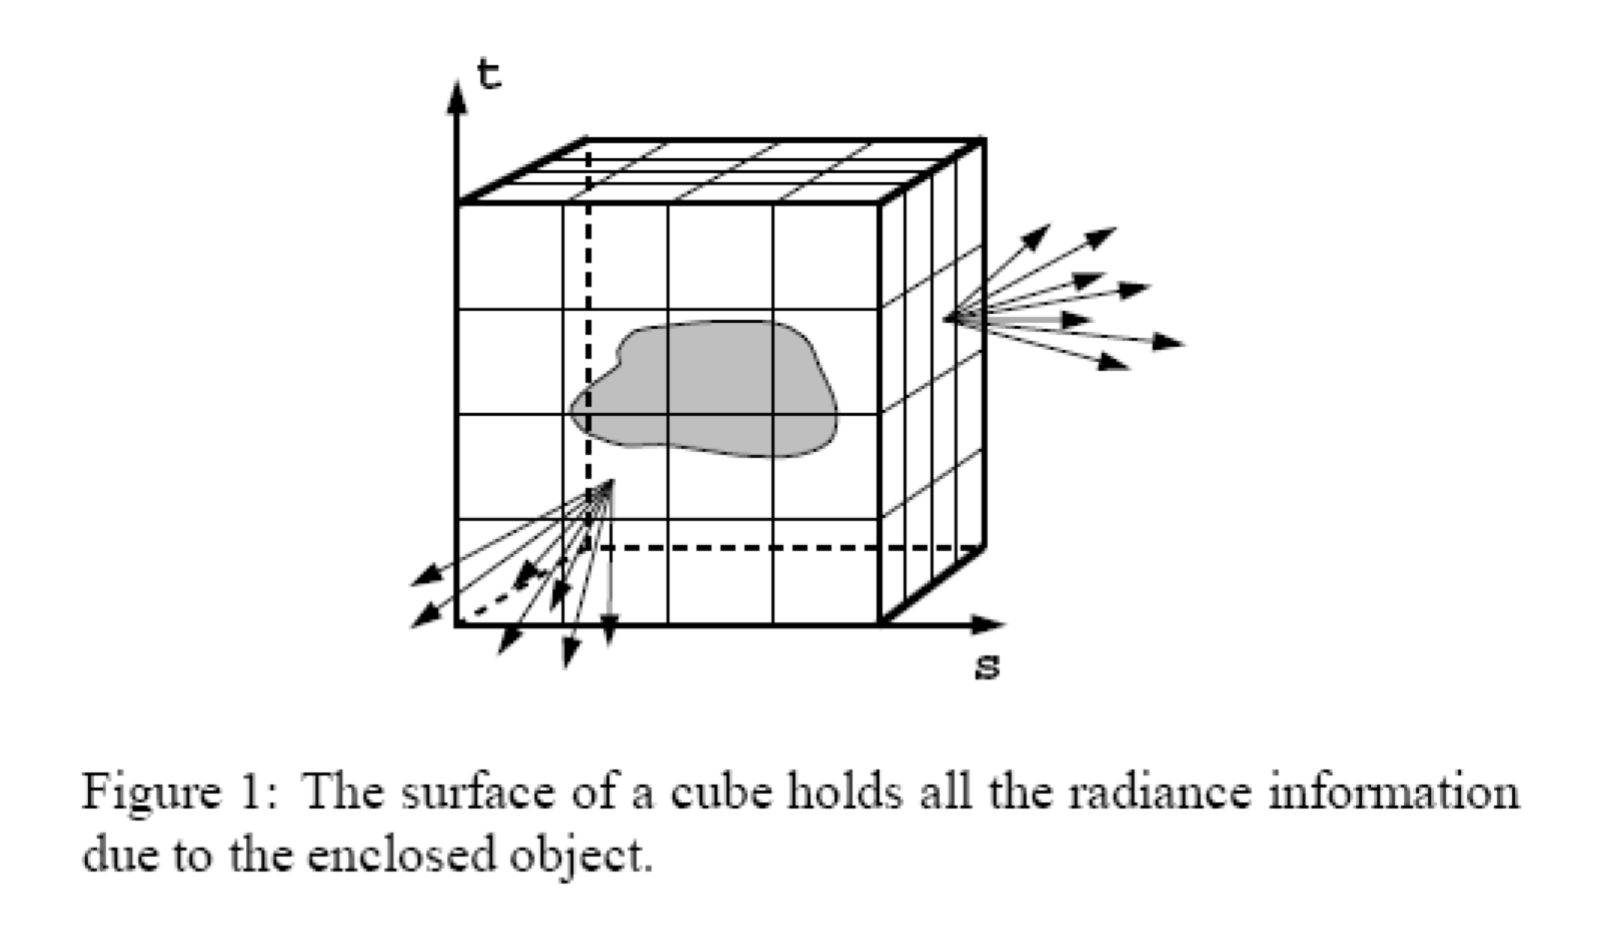 t
s
Figure 1: The surface of a cube holds all the radiance information
due to the enclosed object.